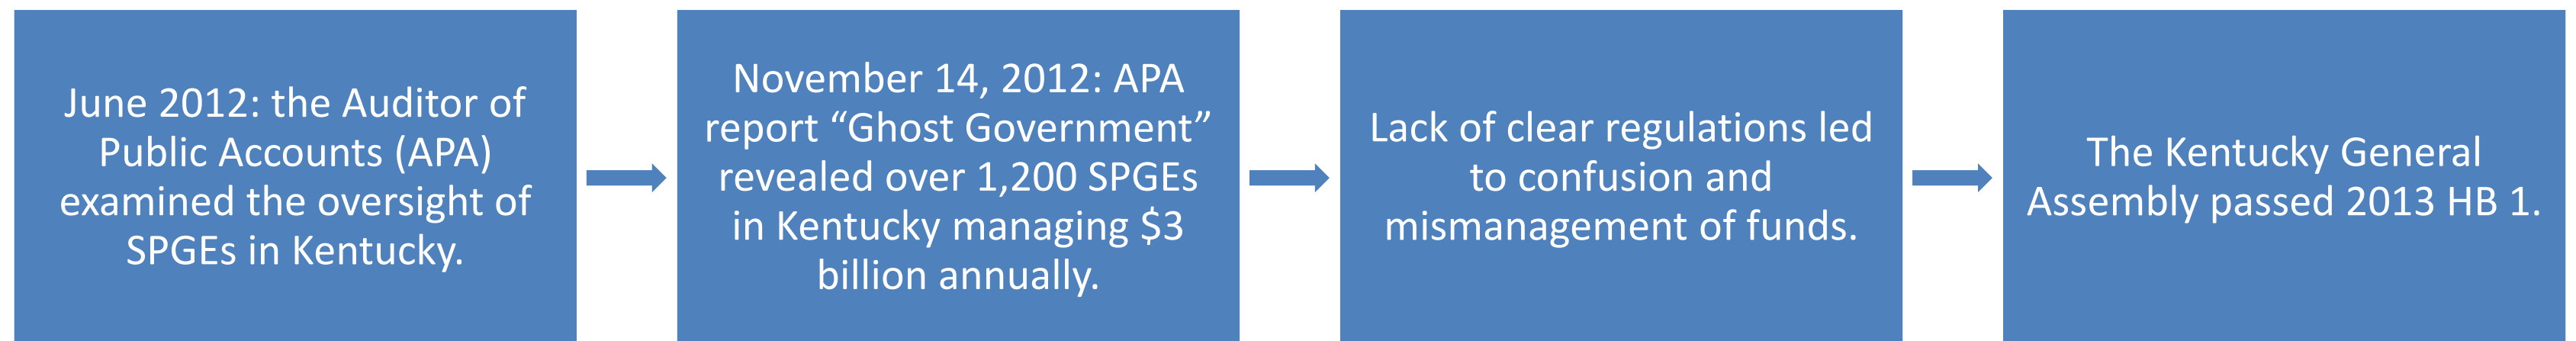 June 2012: the Auditor of
Public Accounts (APA)
examined the oversight of
SPGEs in Kentucky.
November 14, 2012: APA
report “Ghost Government”
revealed over 1,200 SPGEs
in Kentucky managing $3
billion annually.
Lack of clear regulations led
to confusion and
mismanagement of funds.
The Kentucky General
Assembly passed 2013 HB 1.